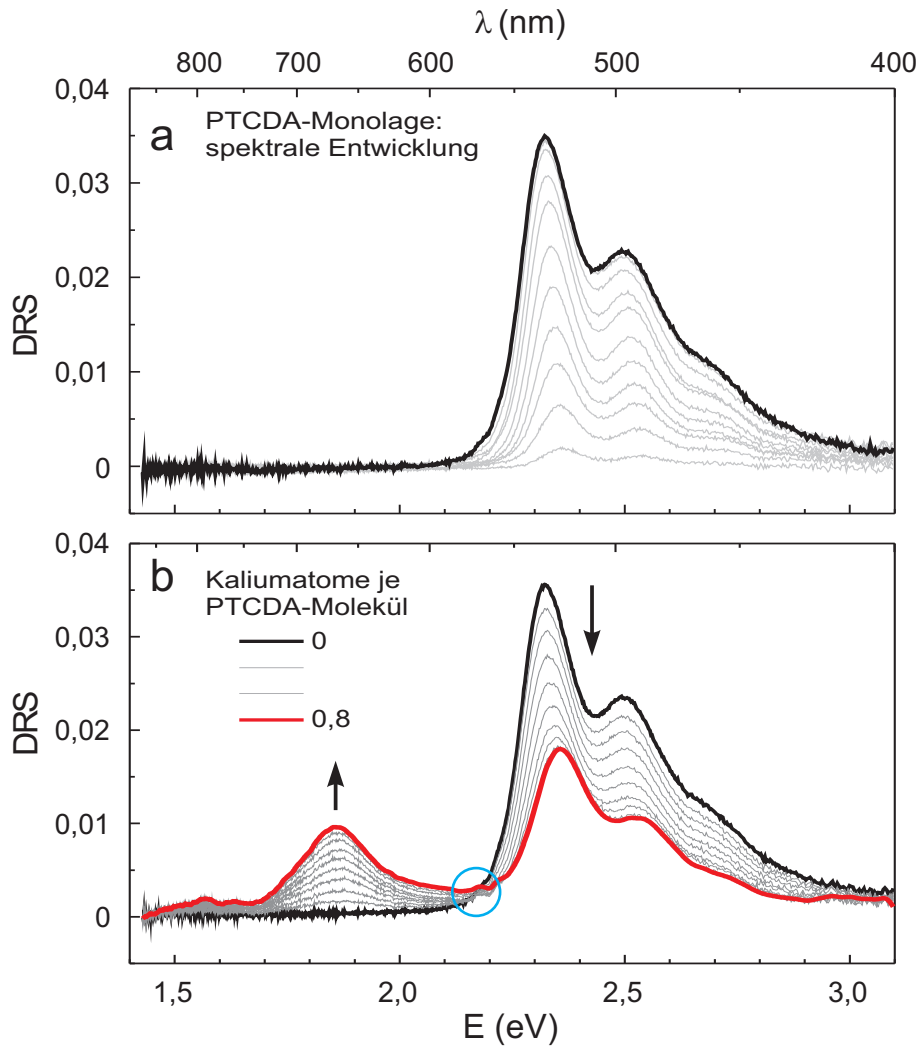 λ (nm)
800 700 600 500 400
0,04
a PTCDA-Monolage:
spektrale Entwicklung
0,03
DRS
0,02
0,01
0
0,04
b Kaliumatome je
PTCDA-Molekül
0
0,8
0,03
DRS
0,02
0,01
0
1,5 2,0 2,5 3,0
E (eV)